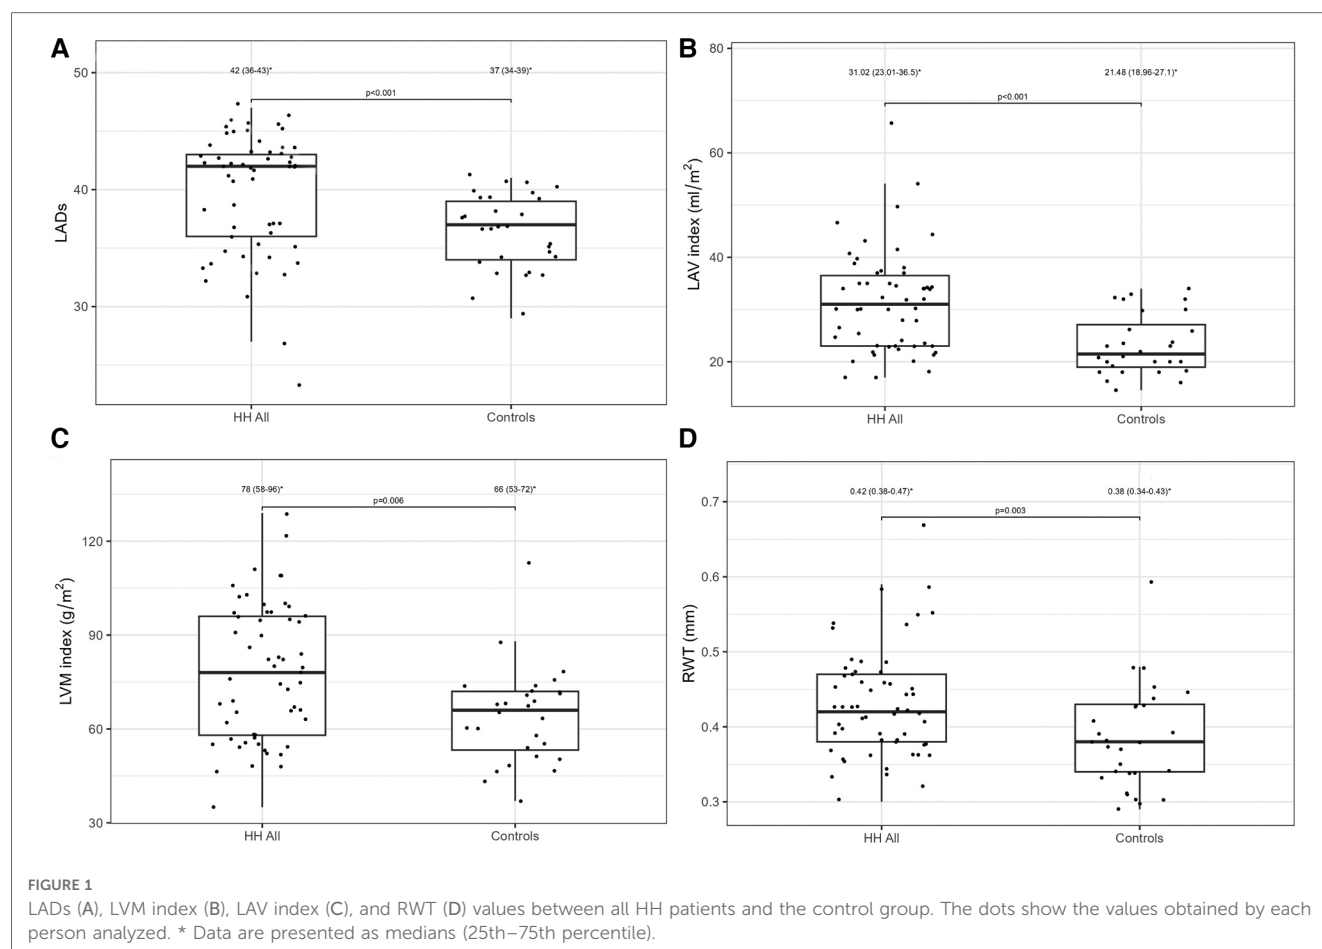 A
LADs
50
40
30
42 (36-43)*
37 (34-39)*
p<0.001
HH All
Controls
B
LAV index (ml/m²)
80
60
40
20
31.02 (23.01-36.5)*
21.48 (18.96-27.1)*
p<0.001
HH All
Controls
C
LVM index (g/m²)
120
90
60
30
78 (58-96)*
66 (53-72)*
p=0.006
HH All
Controls
D
RWT (mm)
0.7
0.6
0.5
0.4
0.3
0.42 (0.38-0.47)*
0.38 (0.34-0.43)*
p=0.003
HH All
Controls
FIGURE 1
LADs (A), LVM index (B), LAV index (C), and RWT (D) values between all HH patients and the control group. The dots show the values obtained by each
person analyzed. * Data are presented as medians (25th–75th percentile).